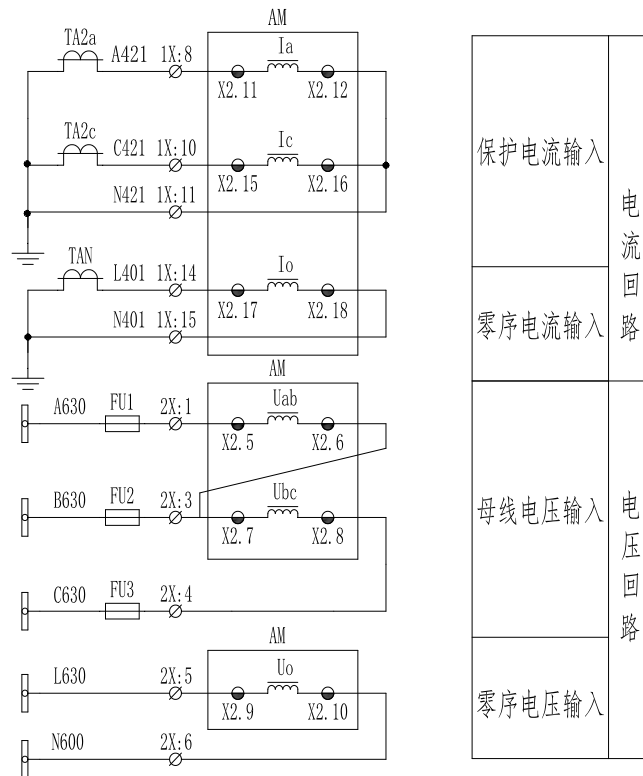 AM
TA2a A421 1X:8 Ia
X2.11 X2.12
TA2c C421 1X:10 Ic
X2.15 X2.16
N421 1X:11
TAN L401 1X:14 Io
X2.17 X2.18
N401 1X:15
AM
A630 FU1 2X:1 Uab
X2.5 X2.6
B630 FU2 2X:3 Ubc
X2.7 X2.8
C630 FU3 2X:4
AM
L630 2X:5 Uo
X2.9 X2.10
N600 2X:6
保护电流输入
零序电流输入
电流回路
母线电压输入
零序电压输入
电压回路